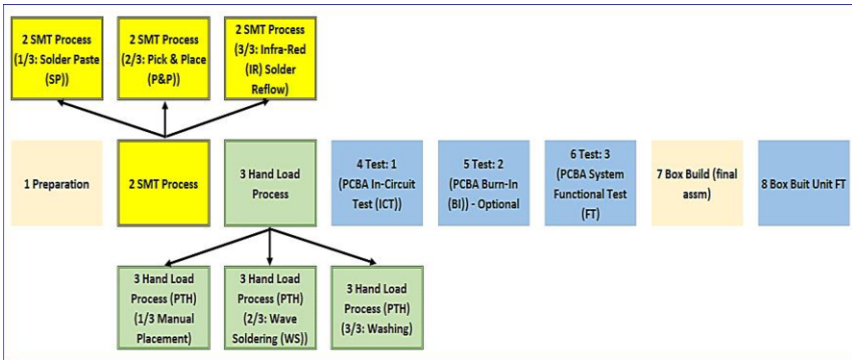 2 SMT Process
(1/3: Solder Paste
(SP))
2 SMT Process
(2/3: Pick & Place
(P&P))
2 SMT Process
(3/3: Infra-Red
(IR) Solder
Reflow)
1 Preparation
2 SMT Process
3 Hand Load
Process
4 Test: 1
(PCBA In-Circuit
Test (ICT))
5 Test: 2
(PCBA Burn-In
(BI)) - Optional
6 Test: 3
(PCBA System
Functional Test
(FT)
7 Box Build (final
assm)
8 Box Buit Unit FT
3 Hand Load
Process (PTH)
(1/3 Manual
Placement)
3 Hand Load
Process (PTH)
(2/3: Wave
Soldering (WS))
3 Hand Load
Process (PTH)
(3/3: Washing)